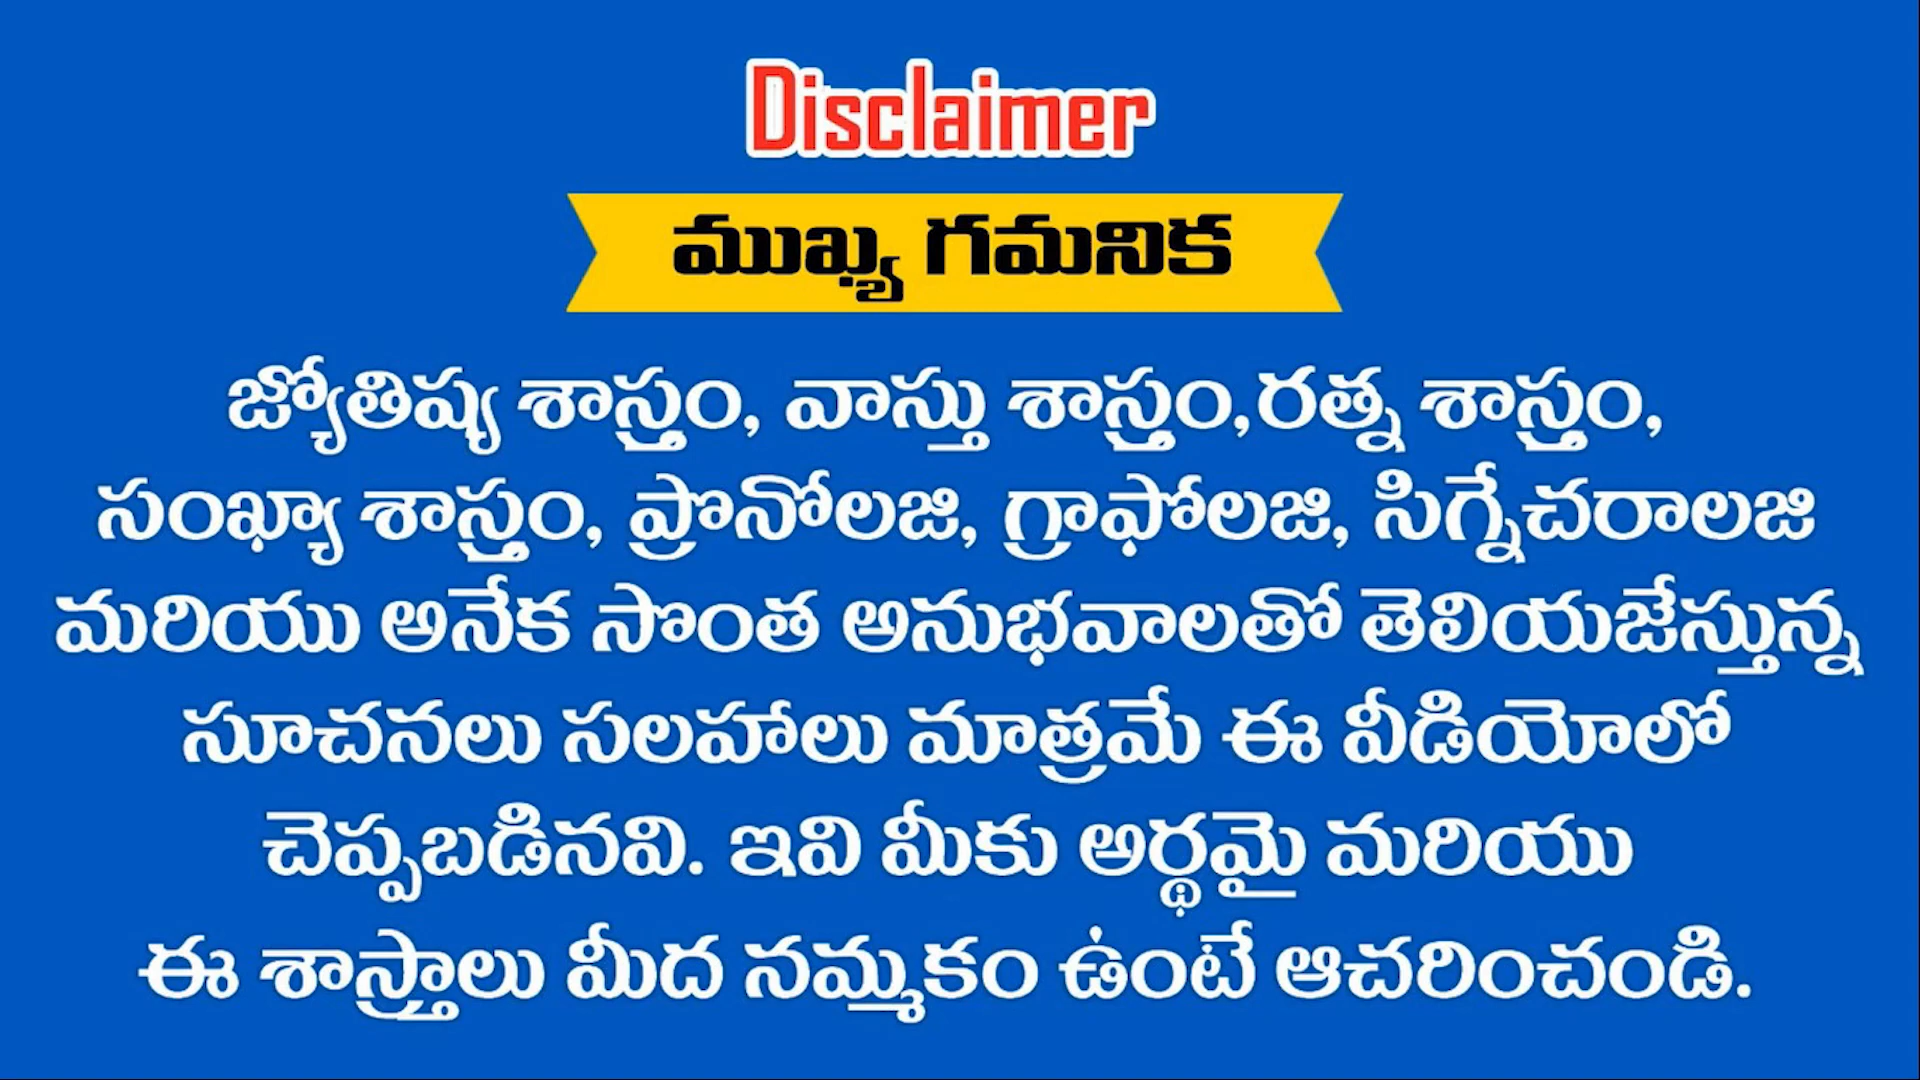 Disclaimer
ముఖ్య గమనిక
జ్యోతిష్య శాస్త్రం, వాస్తు శాస్త్రం,రత్న శాస్త్రం,
సంఖ్యా శాస్త్రం, ప్రొనోలజి, గ్రాఫోలజి, సిగ్నేచరాలజి
మరియు అనేక సొంత అనుభవాలతో తెలియజేస్తున్న
సూచనలు సలహాలు మాత్రమే ఈ వీడియోలో
చెప్పబడినవి. ఇవి మీకు అర్థమై మరియు
ఈ శాస్త్రాలు మీద నమ్మకం ఉంటే ఆచరించండి.